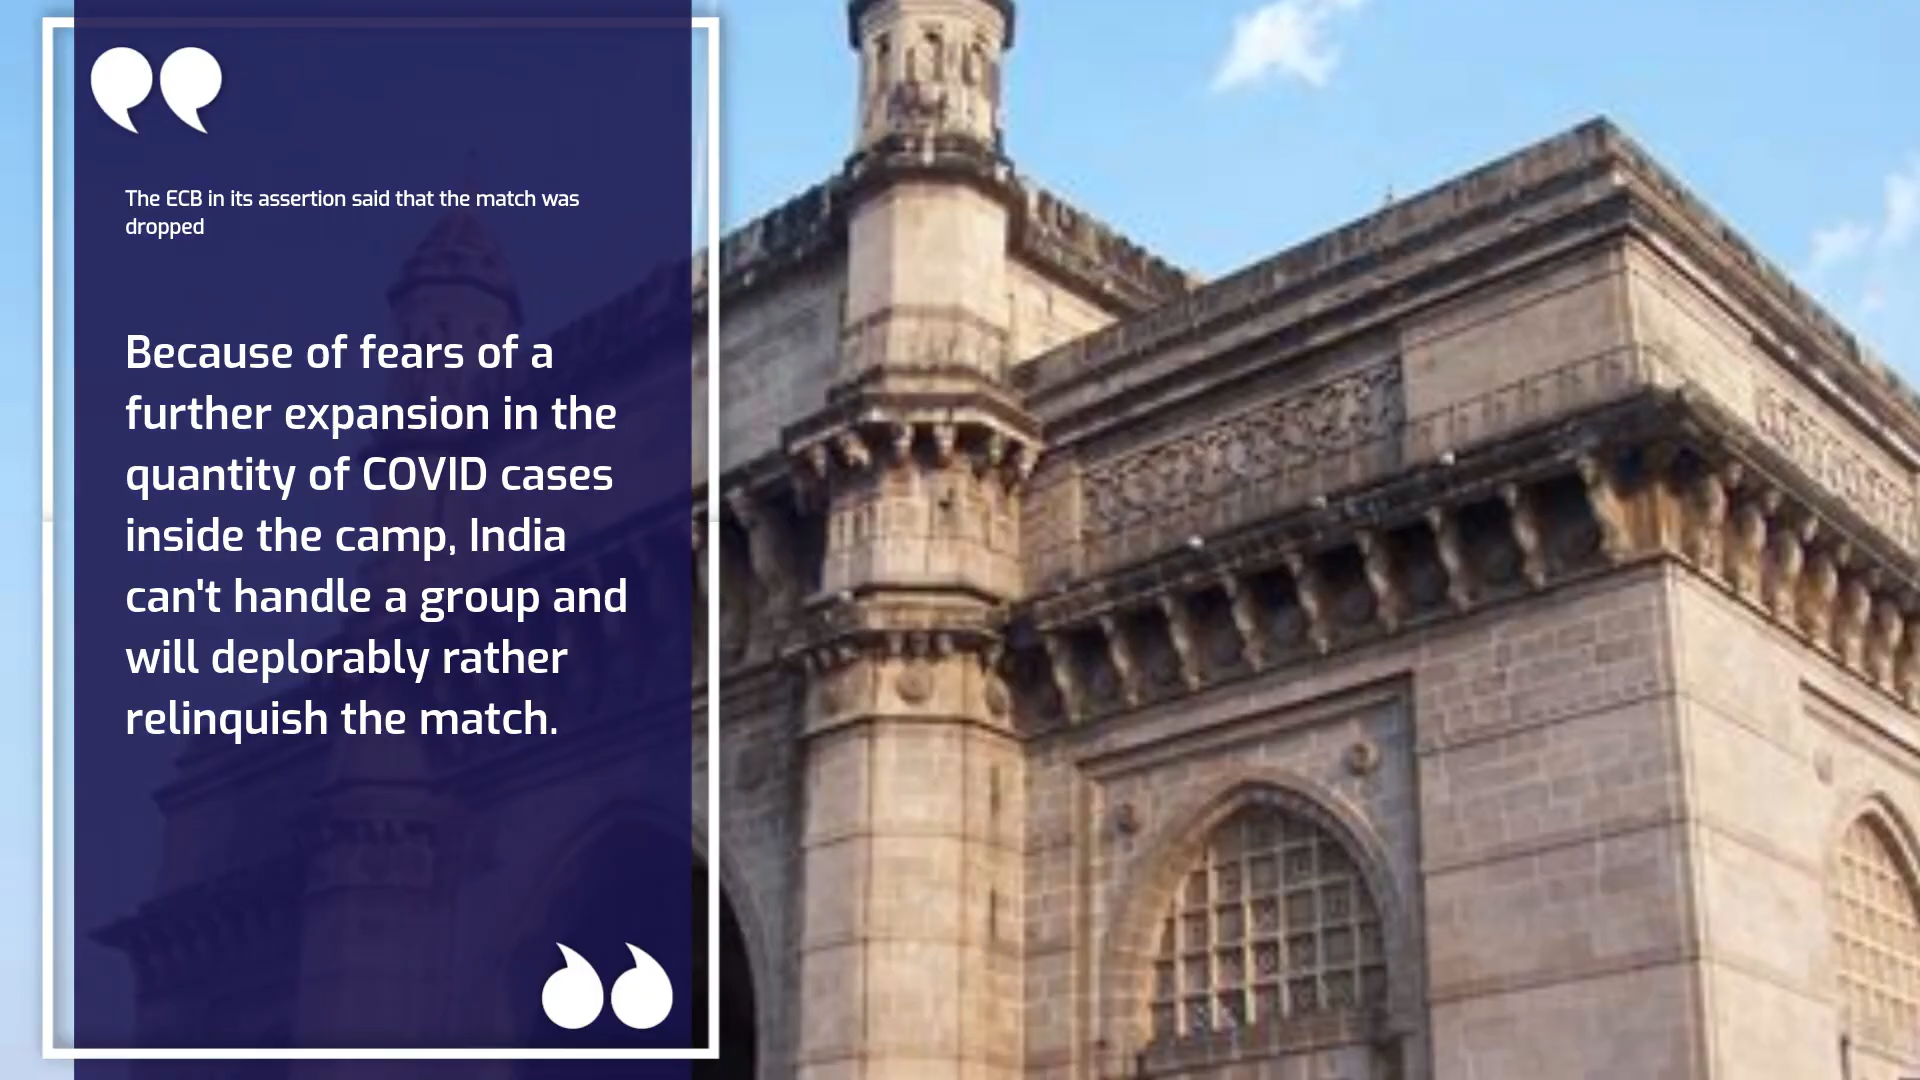 The ECB in its assertion said that the match was
dropped
Because of fears of a
further expansion in the
quantity of COVID cases
inside the camp, India
can't handle a group and
will deplorably rather
relinquish the match.